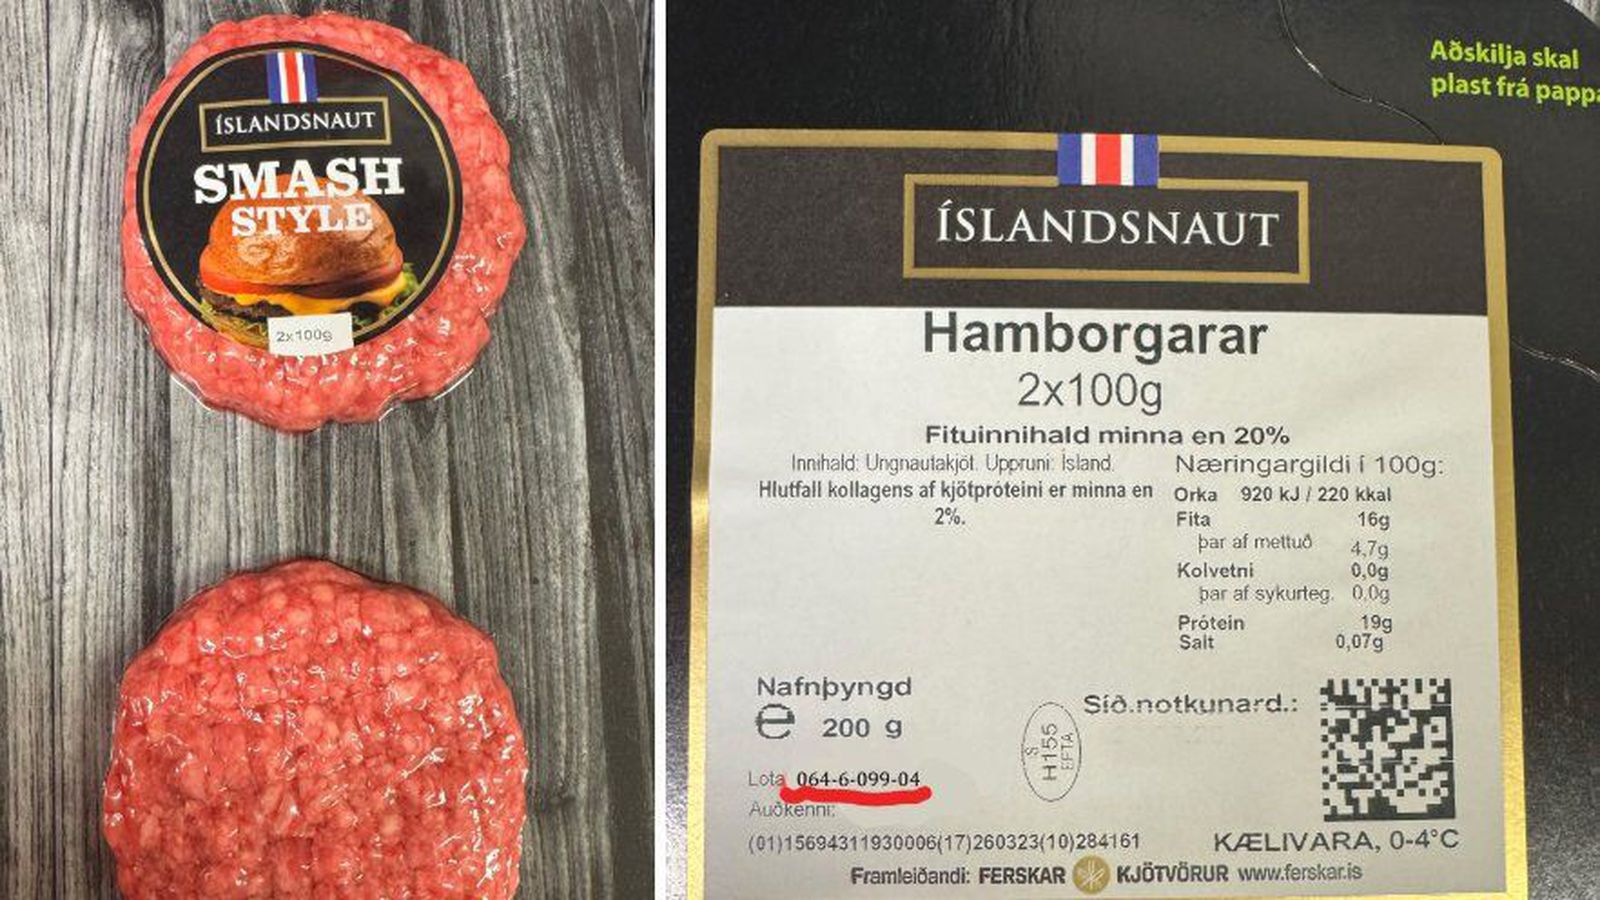 ÍSLANDSNAUT
SMASH
STYLE
2x100g
Aðskilja skal
plast frá pappa
ÍSLANDSNAUT
Hamborgarar
2x100g
Fituinnihald minna en 20%
Innihald: Ungnautakjöt. Uppruni: Ísland.
Hlutfall kollagens af kjötpróteini er minna en
2%.
Næringargildi í 100g:
Orka 920 kJ / 220 kkal
Fita 16g
þar af mettuð 4,7g
Kolvetni 0,0g
þar af sykurteg. 0,0g
Prótein 19g
Salt 0,07g
Nafnþyngd
e 200 g
ÍS
H155
EFTA
Síð.notkunard.:
Lota 064-6-099-04
Auðkenni:
(01)15694311930006(17)260323(10)284161
KÆLIVARA, 0-4°C
Framleiðandi: FERSKAR KJÖTVÖRUR www.ferskar.is